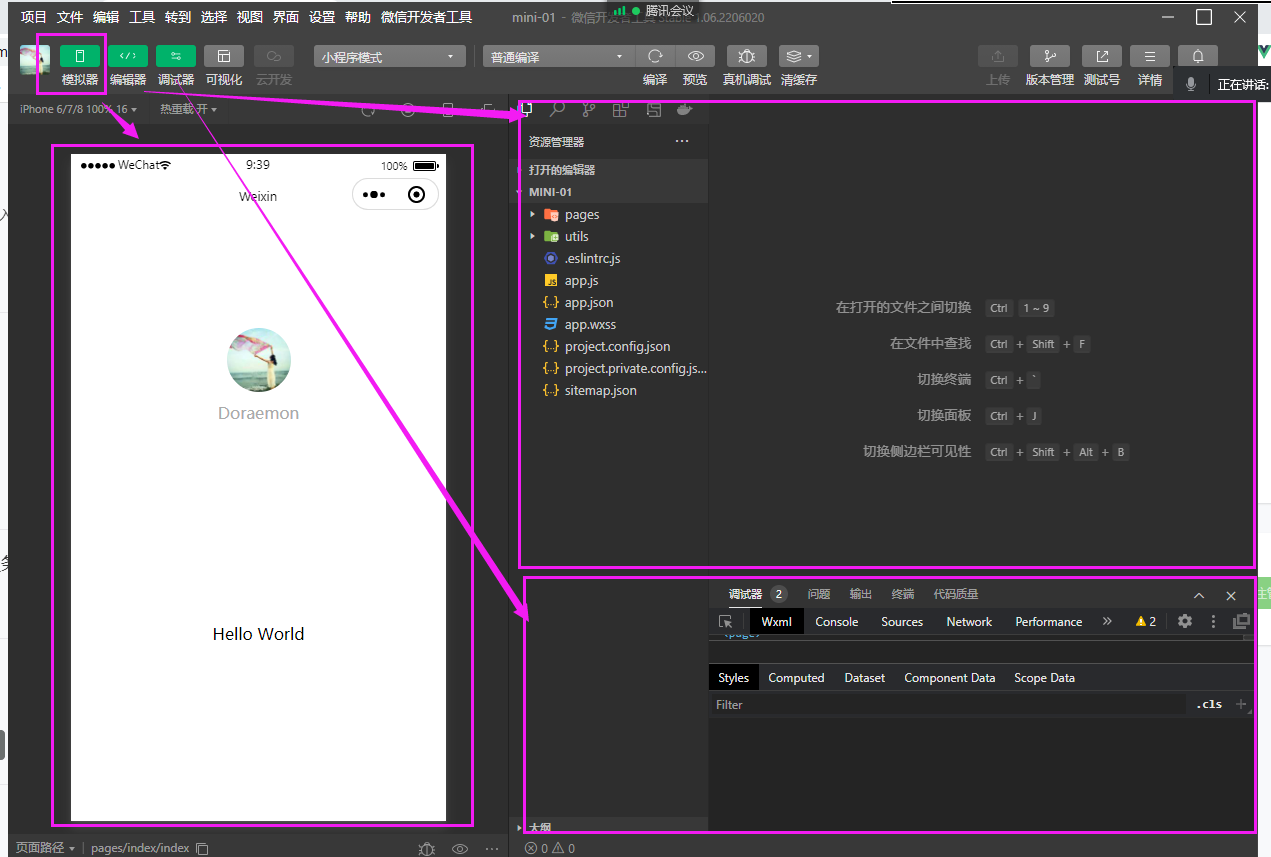 项目 文件 编辑 工具 转到 选择 视图 界面 设置 帮助 微信开发者工具 mini-01 - 微信开发者工具 Stable 1.06.2206020
腾讯会议
模拟器 编辑器 调试器 可视化 云开发
小程序模式 普通编译
编译 预览 真机调试 清缓存
上传 版本管理 测试号 详情
正在讲话:
iPhone 6/7/8 100% 16 热重载 开
WeChat 9:39 100%
Weixin
Doraemon
Hello World
资源管理器 ···
打开的编辑器
MINI-01
pages
utils
.eslintrc.js
app.js
app.json
app.wxss
project.config.json
project.private.config.js...
sitemap.json
大纲
在打开的文件之间切换 Ctrl 1 ~ 9
在文件中查找 Ctrl + Shift + F
切换终端 Ctrl + `
切换面板 Ctrl + J
切换侧边栏可见性 Ctrl + Shift + Alt + B
调试器 2 问题 输出 终端 代码质量
Wxml Console Sources Network Performance » 2
<page>
Styles Computed Dataset Component Data Scope Data
Filter .cls +
页面路径 pages/index/index
0 0